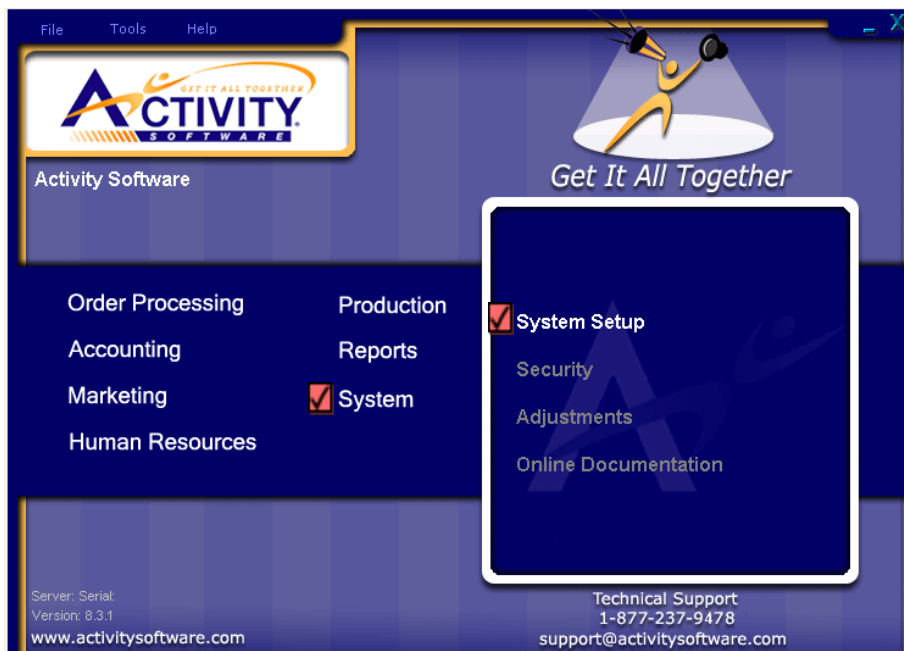 File Tools Help
_ X
GET IT ALL TOGETHER
ACTIVITY
SOFTWARE
Activity Software
Get It All Together
Order Processing
Accounting
Marketing
Human Resources
Production
Reports
System
System Setup
Security
Adjustments
Online Documentation
Server: Serial:
Version: 8.3.1
www.activitysoftware.com
Technical Support
1-877-237-9478
support@activitysoftware.com